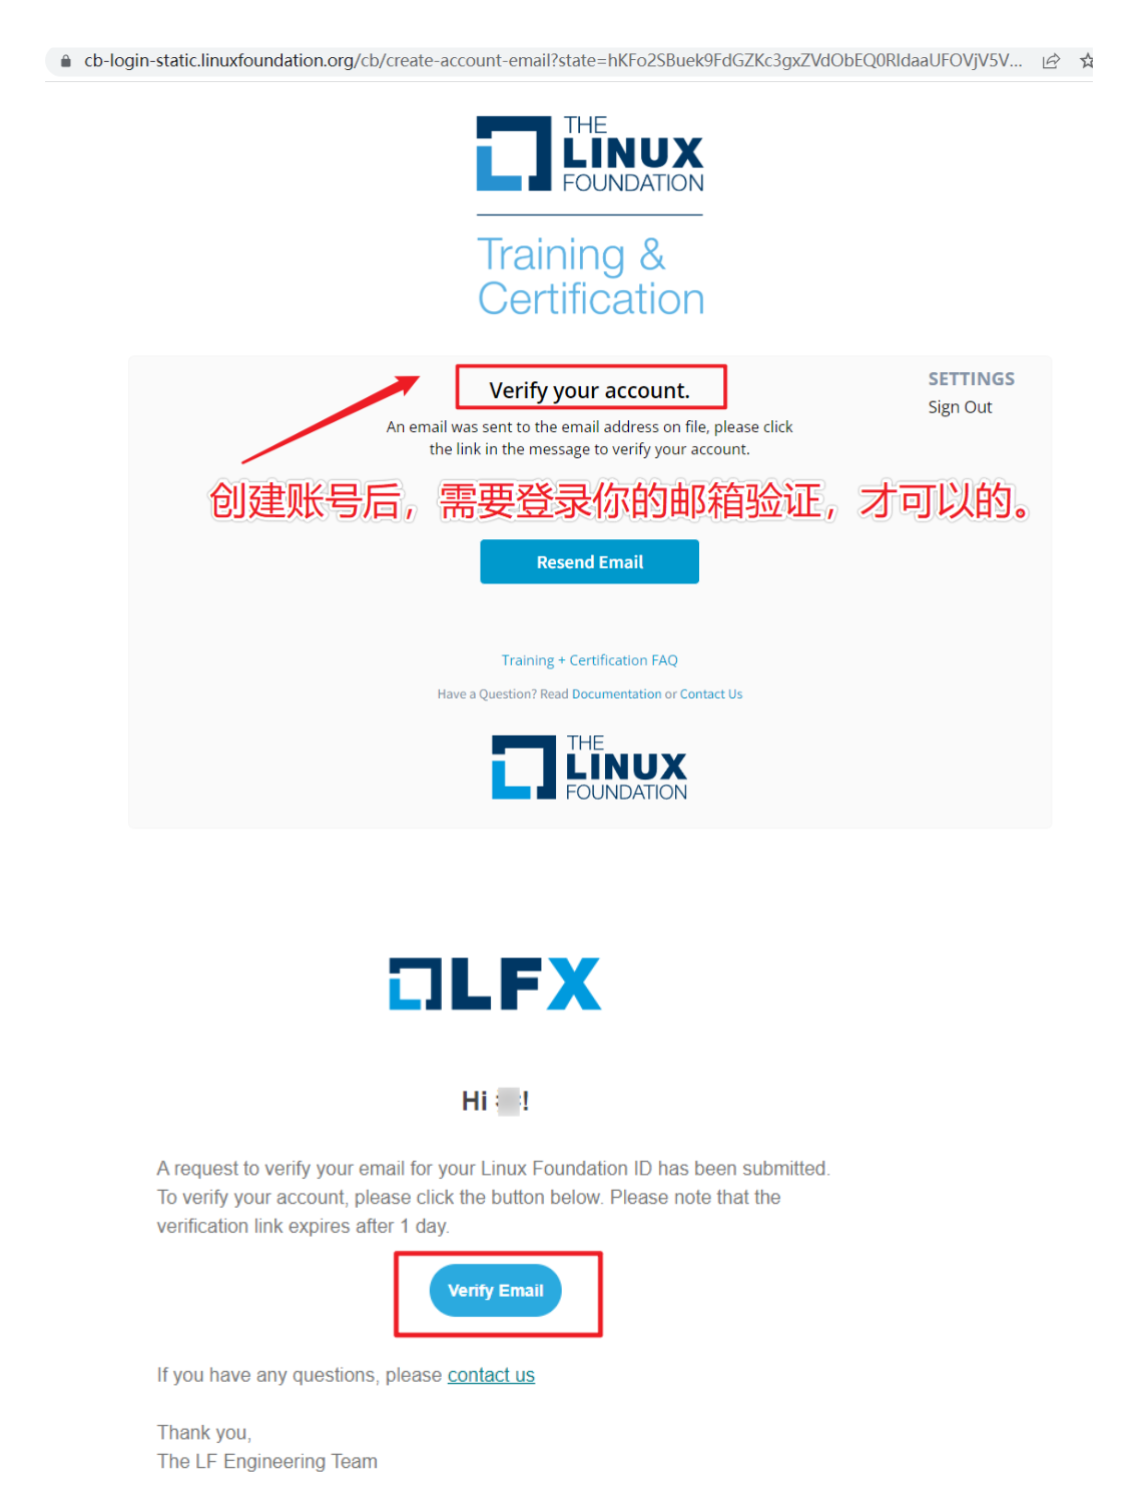 cb-login-static.linuxfoundation.org/cb/create-account-email?state=hKFo2SBuek9FdGZKc3gxZVdObEQ0RldaaUFOVjV5V...
THE
LINUX
FOUNDATION
Training &
Certification
Verify your account.
SETTINGS
Sign Out
An email was sent to the email address on file, please click
the link in the message to verify your account.
创建账号后，需要登录你的邮箱验证，才可以的。
Resend Email
Training + Certification FAQ
Have a Question? Read Documentation or Contact Us
THE
LINUX
FOUNDATION
LFX
Hi !
A request to verify your email for your Linux Foundation ID has been submitted.
To verify your account, please click the button below. Please note that the
verification link expires after 1 day.
Verify Email
If you have any questions, please contact us
Thank you,
The LF Engineering Team